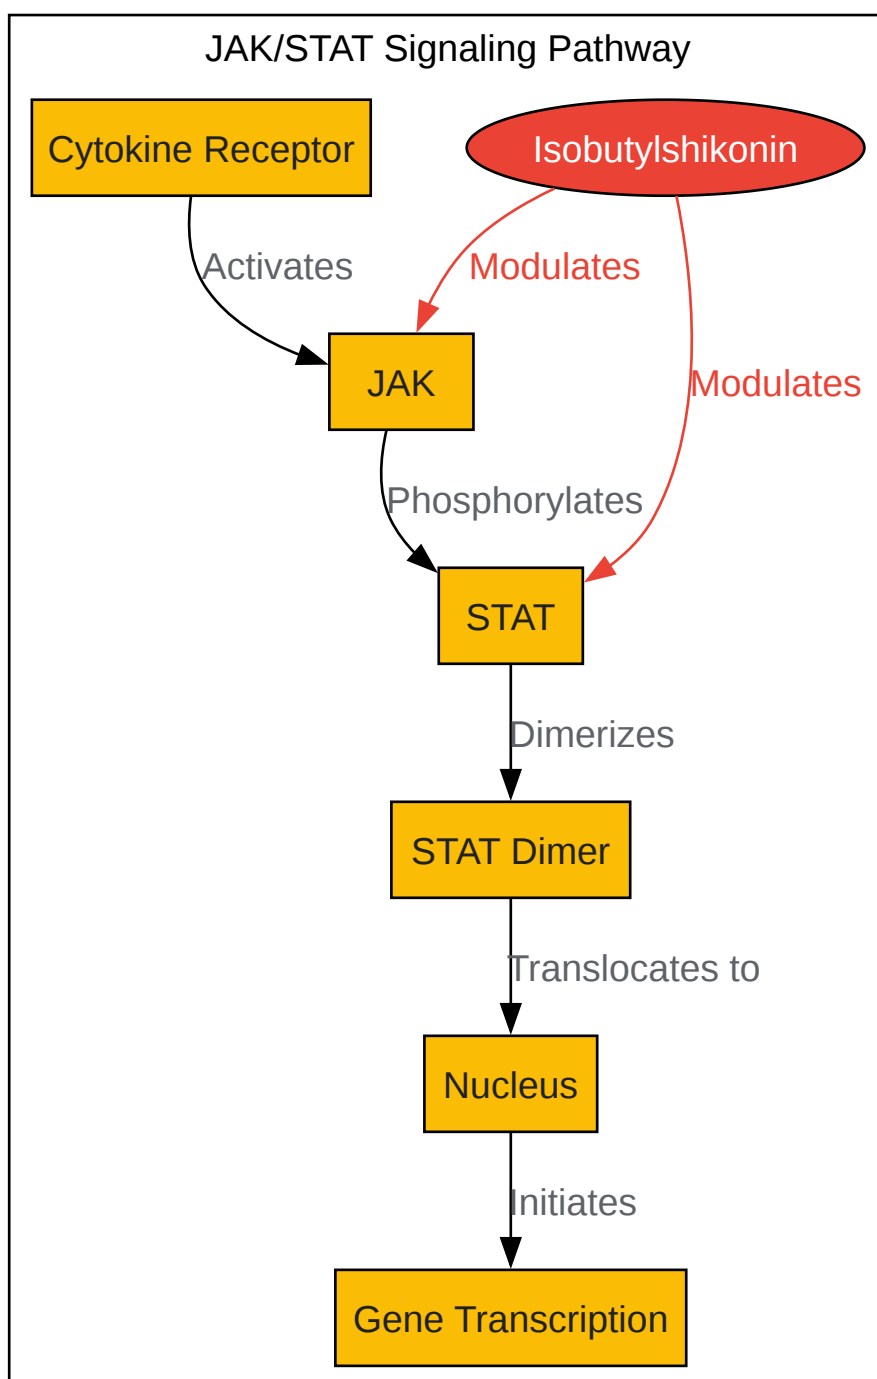 JAK/STAT Signaling Pathway
Cytokine Receptor
Isobutylshikonin
Activates
Modulates
JAK
Modulates
Phosphorylates
STAT
Dimerizes
STAT Dimer
Translocates to
Nucleus
Initiates
Gene Transcription